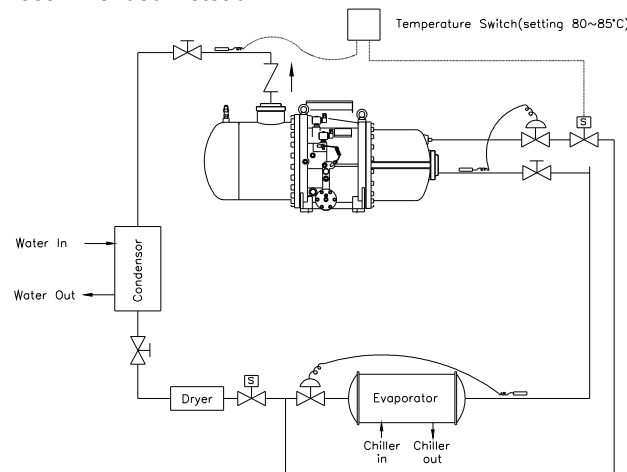 Temperature Switch(setting 80~85°C)
S
Water In
Condensor
Water Out
S
Dryer
Evaporator
Chiller
in
Chiller
out